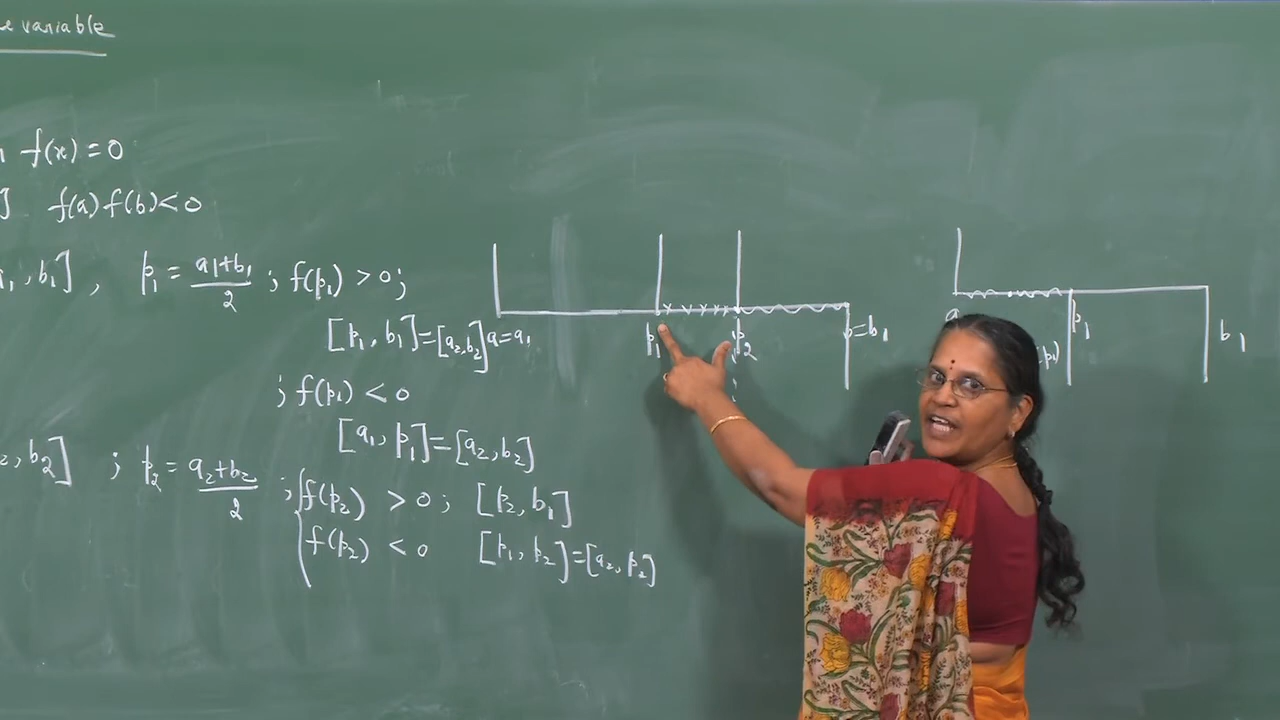 e variable
f(x) = 0
] f(a) f(b) < 0
, b₁] , p₁ = a₁+b₁/2 ; f(p₁) > 0 ;
[p₁, b₁] = [a₂, b₂]
; f(p₁) < 0
[a₁, p₁] = [a₂, b₂]
, b₂] ; p₂ = a₂+b₂/2 ; { f(p₂) > 0 ; [p₂, b₁]
f(p₂) < 0 [p₁, p₂] = [a₂, p₂]
a = a₁ p₁ p₂ b = b₁
a p₁ b₁
p₁)